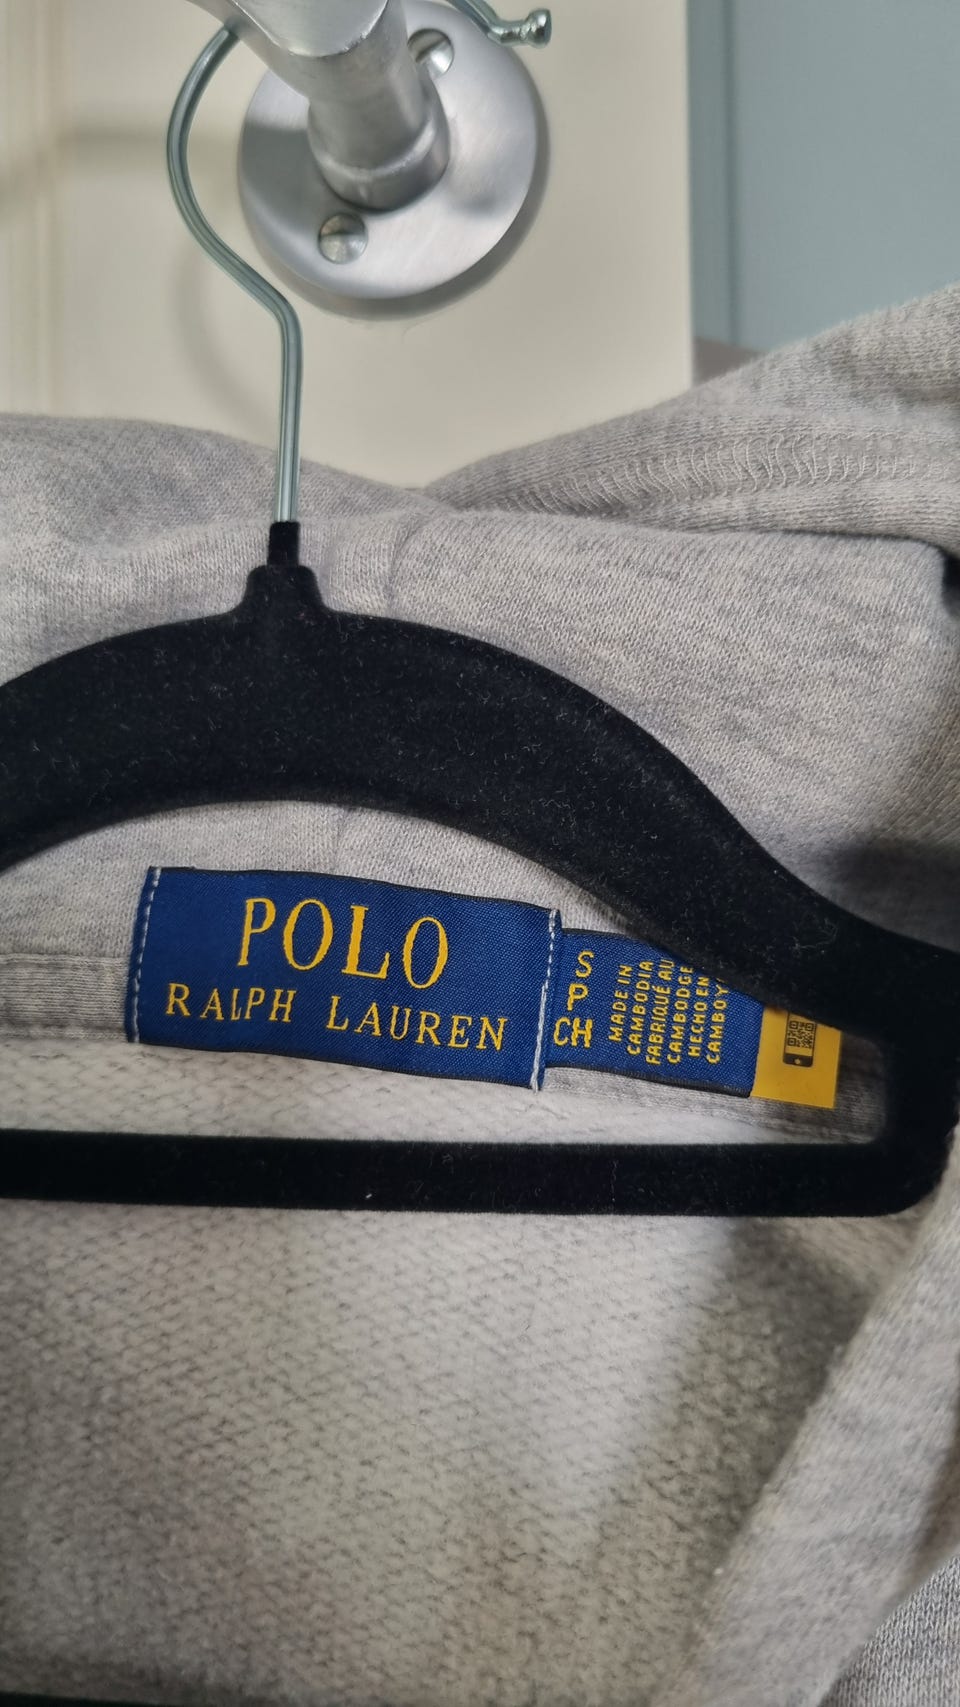 POLO
RALPH LAUREN
S
P
CH
MADE IN
CAMBODIA
FABRIQUÉ AU
CAMBODGE
HECHO EN